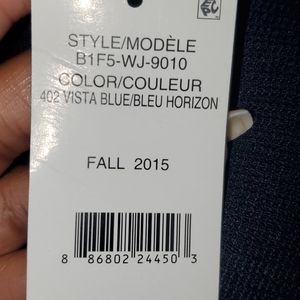 STYLE/MODÈLE
B1F5-WJ-9010
COLOR/COULEUR
402 VISTA BLUE/BLEU HORIZON
FALL 2015
8 86802 24450 3